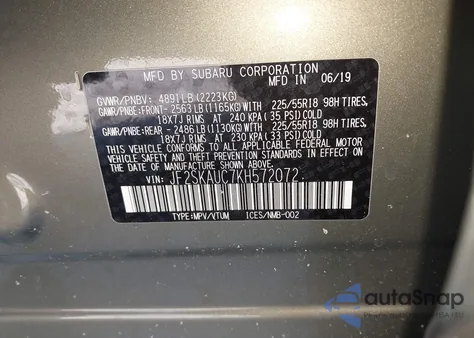 MFD BY SUBARU CORPORATION
MFD IN 06/19
GVWR/PNBV: 4891LB(2223KG)
GAWR/PNBE:FRONT- 2563LB(1165KG)WITH 225/55R18 98H TIRES,
18X7J RIMS AT 240 KPA(35 PSI)COLD
GAWR/PNBE:REAR - 2486LB(1130KG)WITH 225/55R18 98H TIRES,
18X7J RIMS AT 230 KPA(33 PSI)COLD
THIS VEHICLE CONFORMS TO ALL APPLICABLE FEDERAL MOTOR
VEHICLE SAFETY, BUMPER, AND THEFT PREVENTION STANDARDS IN EFFECT ON
THE DATE OF MANUFACTURE SHOWN ABOVE.
VIN: JF2SKAUC7KH572072
TYPE:MPV/VTUM ICES/NMB-002
autoSnap